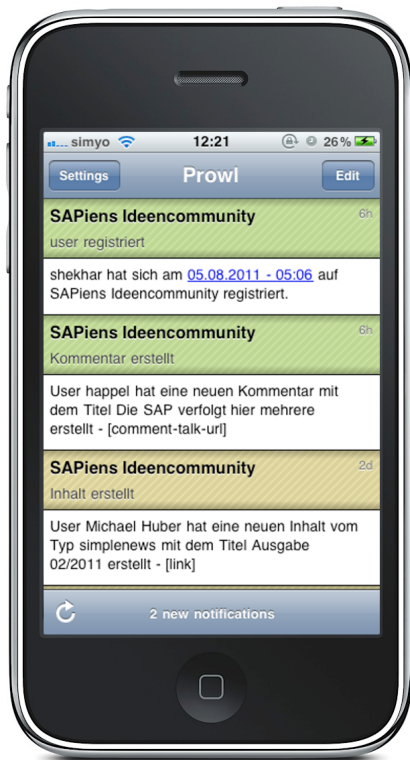 simyo 12:21 26%
Settings Prowl Edit
SAPiens Ideencommunity 6h
user registriert
shekhar hat sich am 05.08.2011 - 05:06 auf
SAPiens Ideencommunity registriert.
SAPiens Ideencommunity 6h
Kommentar erstellt
User happel hat eine neuen Kommentar mit
dem Titel Die SAP verfolgt hier mehrere
erstellt - [comment-talk-url]
SAPiens Ideencommunity 2d
Inhalt erstellt
User Michael Huber hat eine neuen Inhalt vom
Typ simplenews mit dem Titel Ausgabe
02/2011 erstellt - [link]
2 new notifications